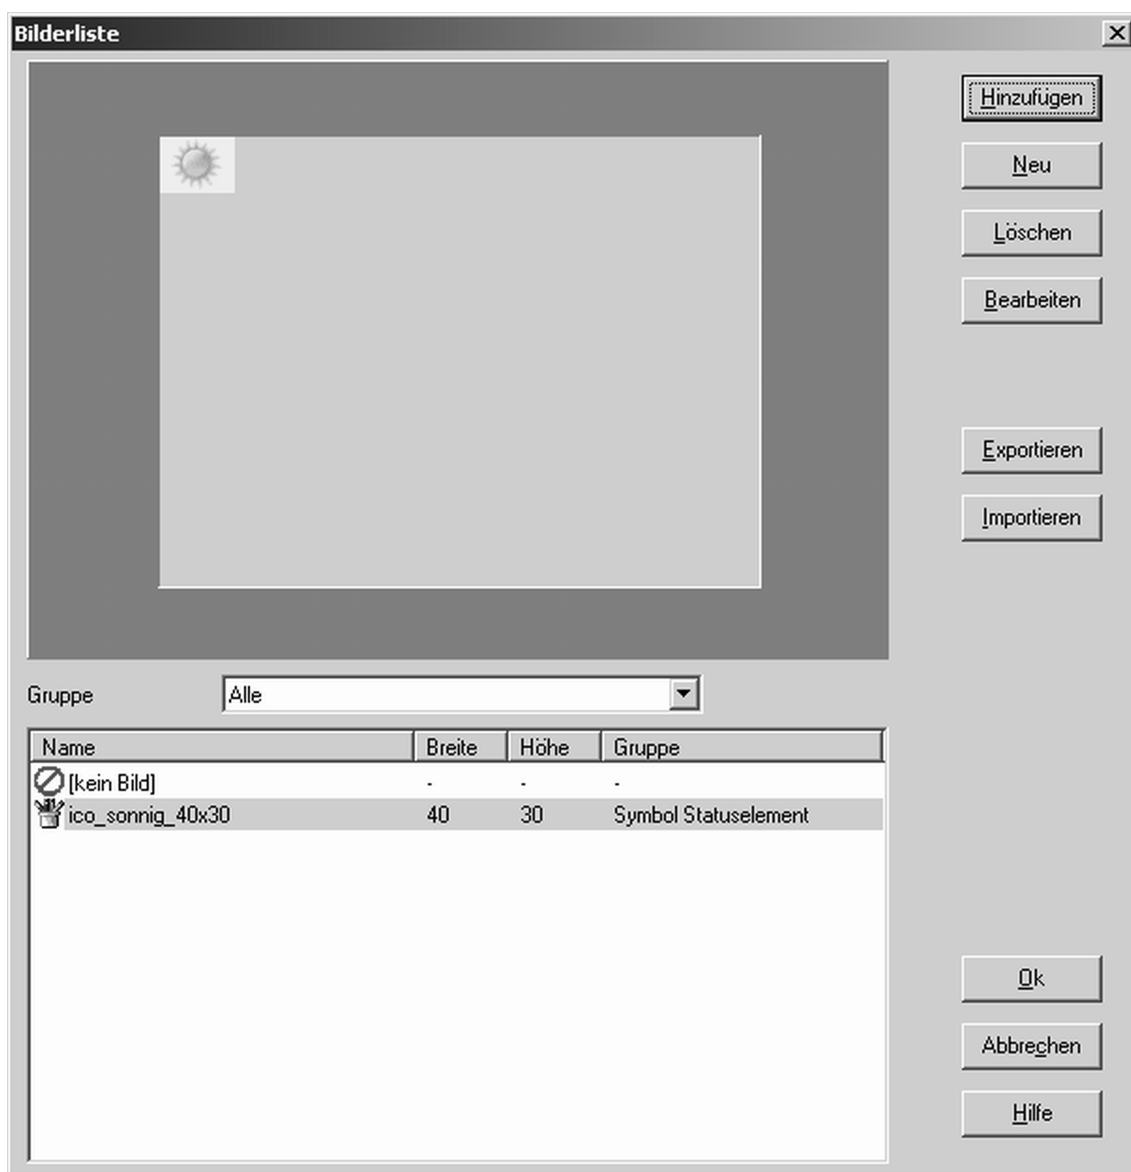 Bilderliste
Hinzufügen
Neu
Löschen
Bearbeiten
Exportieren
Importieren
Gruppe Alle
Name Breite Höhe Gruppe
[kein Bild] - - -
ico_sonnig_40x30 40 30 Symbol Statuselement
Ok
Abbrechen
Hilfe